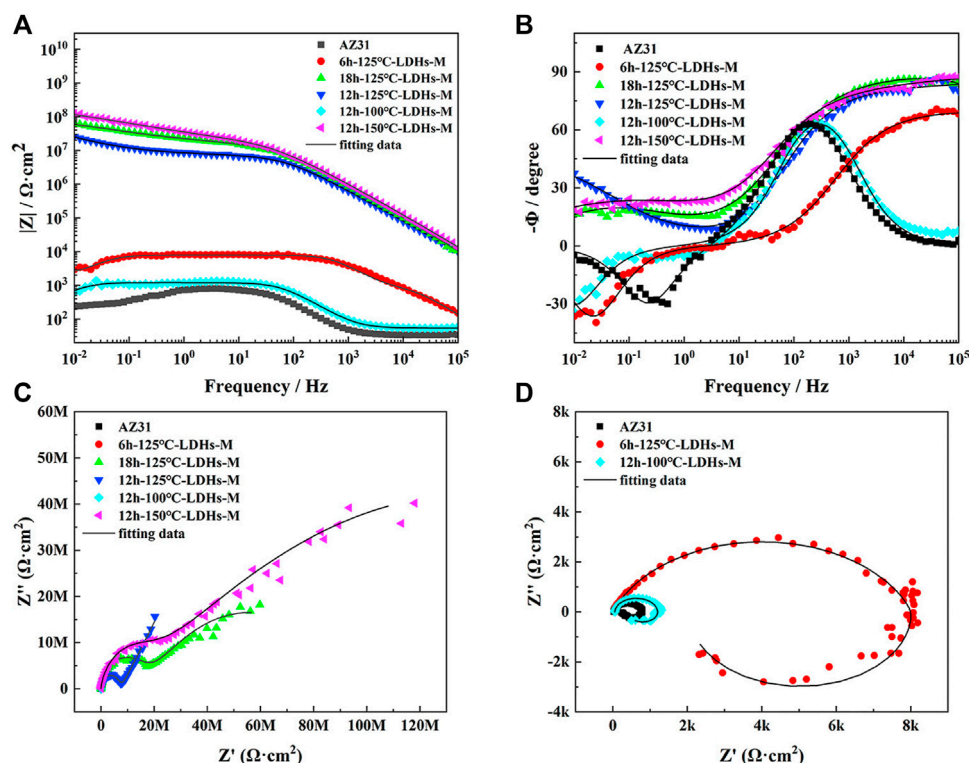 A
|Z| / Ω·cm2
10^10
10^9
10^8
10^7
10^6
10^5
10^4
10^3
10^2
AZ31
6h-125°C-LDHs-M
18h-125°C-LDHs-M
12h-125°C-LDHs-M
12h-100°C-LDHs-M
12h-150°C-LDHs-M
fitting data
10^-2 10^-1 10^0 10^1 10^2 10^3 10^4 10^5
Frequency / Hz
B
-Φ / degree
90
60
30
0
-30
AZ31
6h-125°C-LDHs-M
18h-125°C-LDHs-M
12h-125°C-LDHs-M
12h-100°C-LDHs-M
12h-150°C-LDHs-M
fitting data
10^-2 10^-1 10^0 10^1 10^2 10^3 10^4 10^5
Frequency / Hz
C
Z'' (Ω·cm²)
60M
50M
40M
30M
20M
10M
0
AZ31
6h-125°C-LDHs-M
18h-125°C-LDHs-M
12h-125°C-LDHs-M
12h-100°C-LDHs-M
12h-150°C-LDHs-M
fitting data
0 20M 40M 60M 80M 100M 120M
Z' (Ω·cm²)
D
Z'' (Ω·cm²)
8k
6k
4k
2k
0
-2k
-4k
AZ31
6h-125°C-LDHs-M
12h-100°C-LDHs-M
fitting data
0 2k 4k 6k 8k
Z' (Ω·cm²)